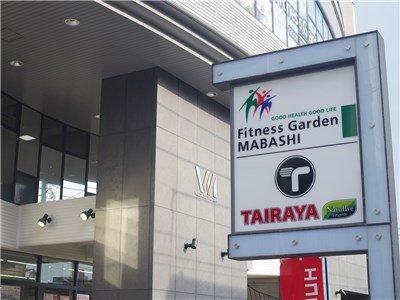 GOOD HEALTH GOOD LIFE
Fitness Garden
MABASHI
TAIRAYA